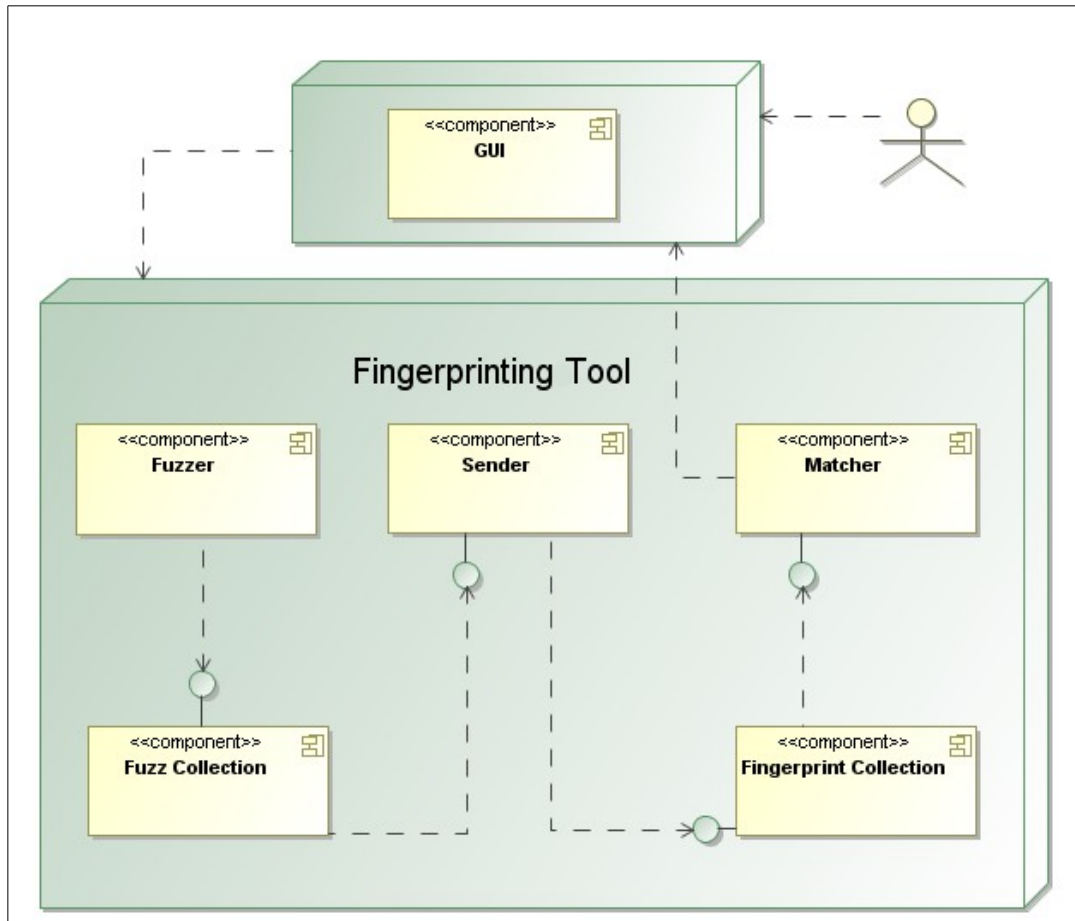 <<component>>
GUI
Fingerprinting Tool
<<component>>
Fuzzer
<<component>>
Sender
<<component>>
Matcher
<<component>>
Fuzz Collection
<<component>>
Fingerprint Collection